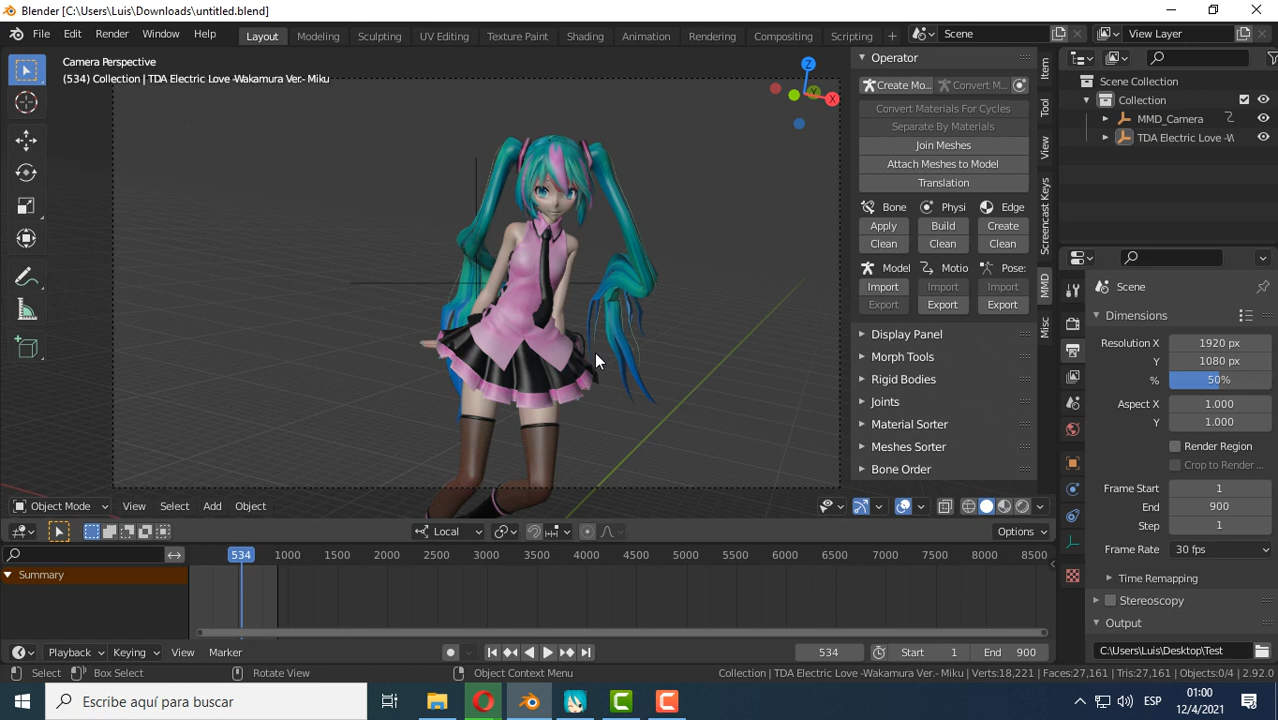 Blender [C:\Users\Luis\Downloads\untitled.blend]
File Edit Render Window Help Layout Modeling Sculpting UV Editing Texture Paint Shading Animation Rendering Compositing Scripting + Scene View Layer
Camera Perspective
(534) Collection | TDA Electric Love -Wakamura Ver.- Miku
Z
Y
X
Operator
Create Mo... Convert M...
Convert Materials For Cycles
Separate By Materials
Join Meshes
Attach Meshes to Model
Translation
Bone Physi Edge
Apply Build Create
Clean Clean Clean
Model Motio Pose:
Import Import Import
Export Export Export
Display Panel
Morph Tools
Rigid Bodies
Joints
Material Sorter
Meshes Sorter
Bone Order
Item
Tool
View
Screencast Keys
MMD
Misc
Scene Collection
Collection
MMD_Camera
TDA Electric Love -W
Scene
Dimensions
Resolution X 1920 px
Y 1080 px
% 50%
Aspect X 1.000
Y 1.000
Render Region
Crop to Render ...
Frame Start 1
End 900
Step 1
Frame Rate 30 fps
Time Remapping
Stereoscopy
Output
C:\Users\Luis\Desktop\Test
Object Mode View Select Add Object
Local Options
534 1000 1500 2000 2500 3000 3500 4000 4500 5000 5500 6000 6500 7000 7500 8000 8500
Summary
Playback Keying View Marker 534 Start 1 End 900
Select Box Select Rotate View Object Context Menu Collection | TDA Electric Love -Wakamura Ver.- Miku | Verts:18,221 | Faces:27,161 | Tris:27,161 | Objects:0/4 | 2.92.0
Escribe aquí para buscar ESP 01:00
12/4/2021